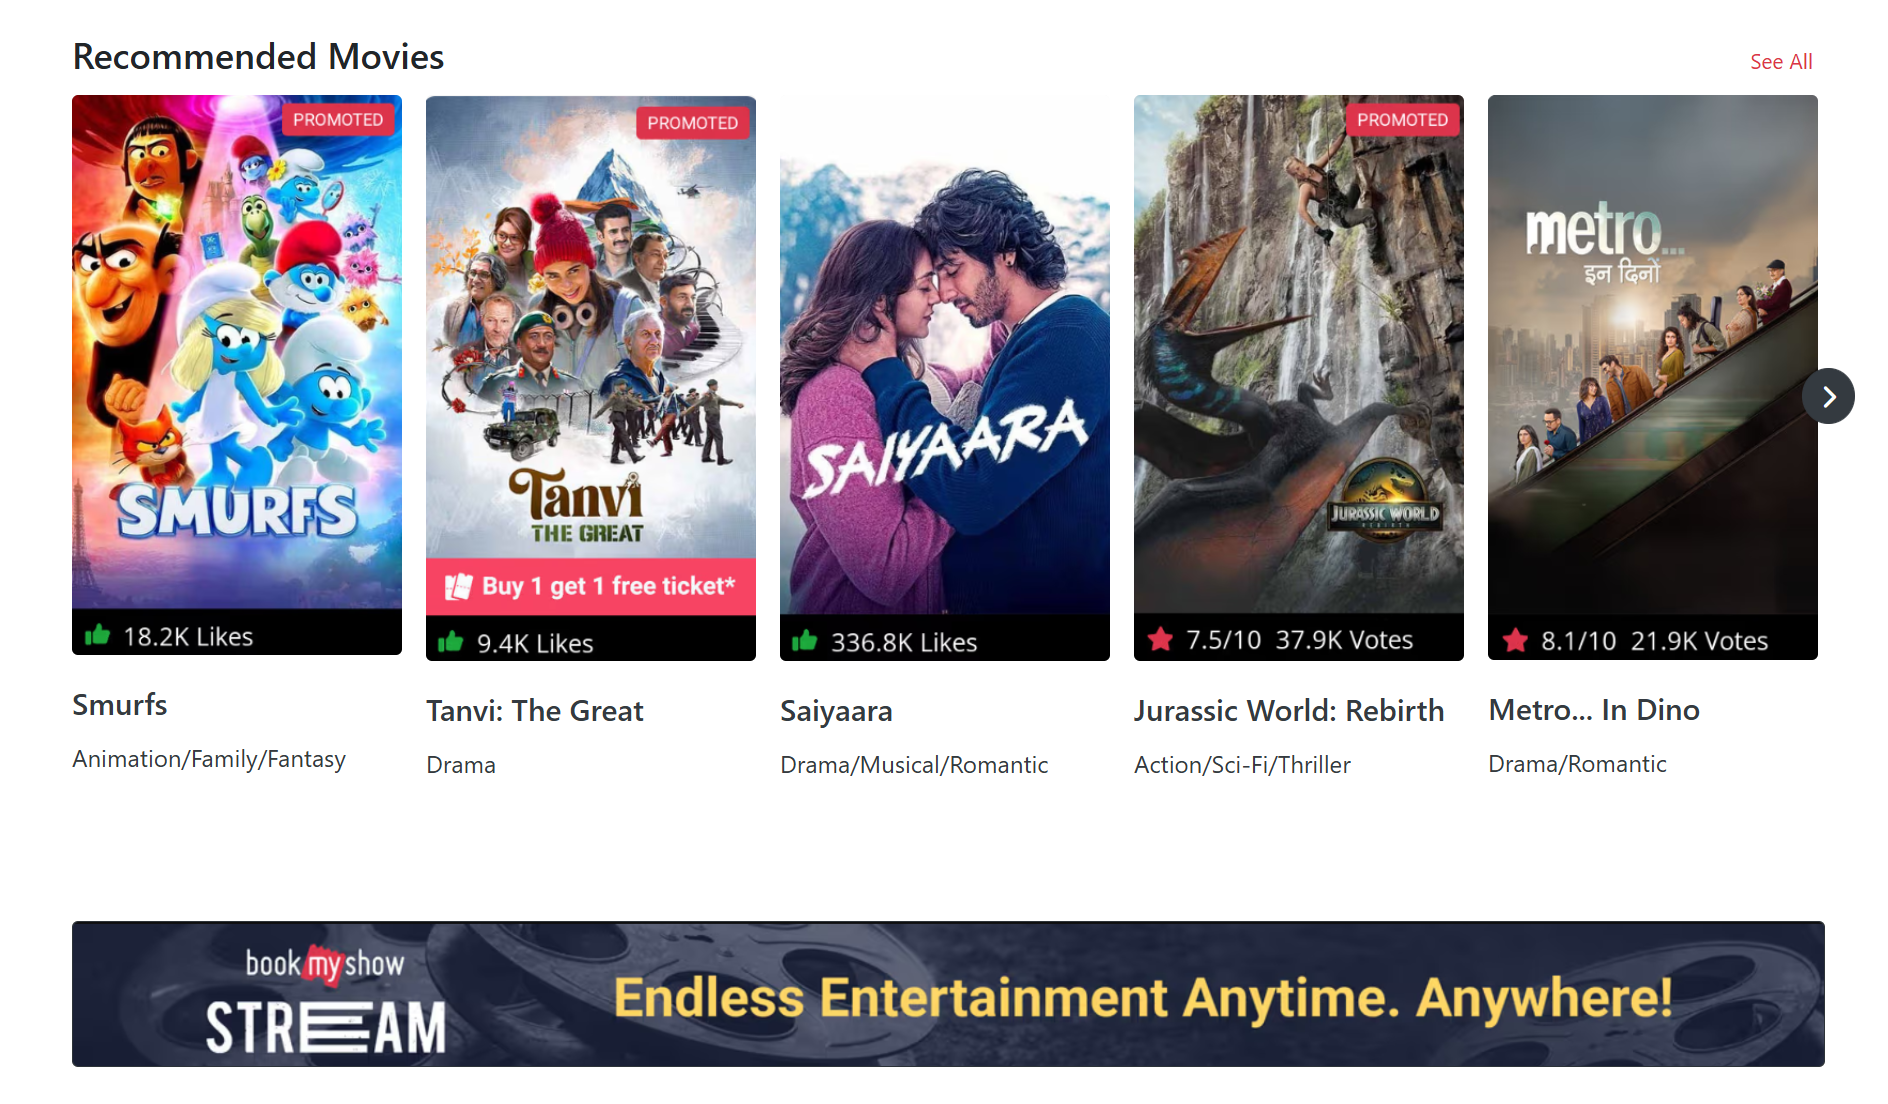 Recommended Movies
See All
PROMOTED
SMURFS
18.2K Likes
Smurfs
Animation/Family/Fantasy
PROMOTED
Tanvi
THE GREAT
Buy 1 get 1 free ticket*
9.4K Likes
Tanvi: The Great
Drama
SAIYAARA
336.8K Likes
Saiyaara
Drama/Musical/Romantic
PROMOTED
JURASSIC WORLD
REBIRTH
7.5/10 37.9K Votes
Jurassic World: Rebirth
Action/Sci-Fi/Thriller
metro...
इन दिनों
8.1/10 21.9K Votes
Metro... In Dino
Drama/Romantic
book my show
STREAM
Endless Entertainment Anytime. Anywhere!